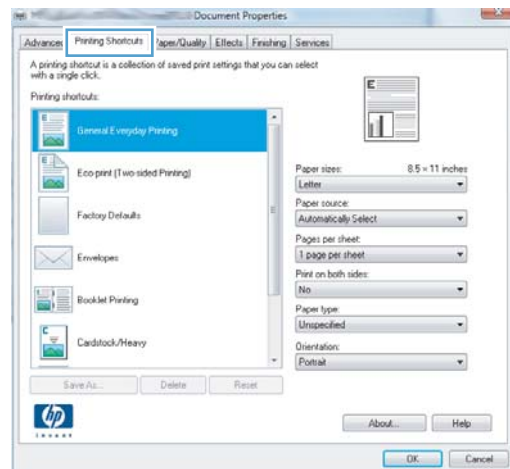 Document Properties
Advanced Printing Shortcuts Paper/Quality Effects Finishing Services
A printing shortcut is a collection of saved print settings that you can select
with a single click.
Printing shortcuts:
General Everyday Printing
Eco-print (Two-sided Printing)
Factory Defaults
Envelopes
Booklet Printing
Cardstock/Heavy
Paper sizes: 8.5 × 11 inches
Letter
Paper source:
Automatically Select
Pages per sheet:
1 page per sheet
Print on both sides:
No
Paper type:
Unspecified
Orientation:
Portrait
Save As... Delete Reset
hp
invent
About... Help
OK Cancel